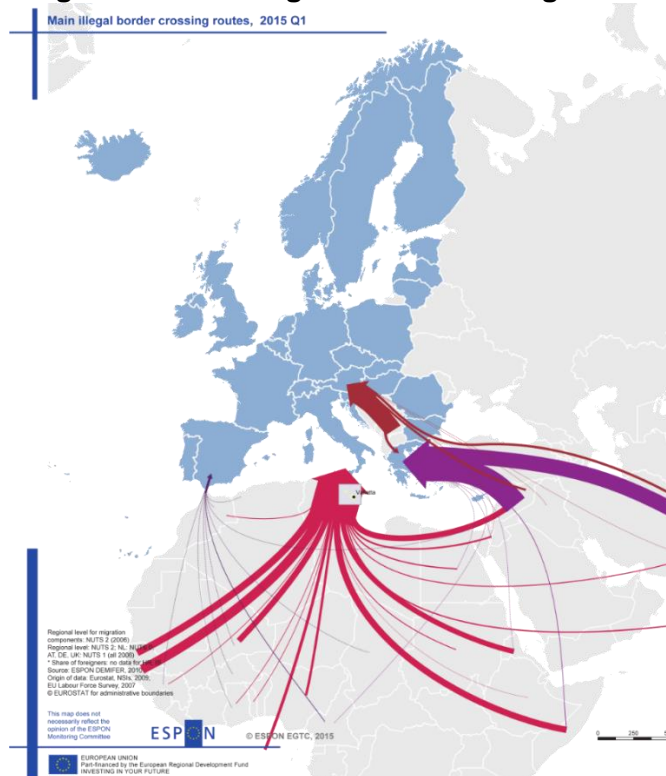 Main illegal border crossing routes, 2015 Q1
Valletta
Regional level for migration
components: NUTS 2 (2006)
Regional level: NUTS 2; NL:
AT, DE, UK: NUTS 1 (all 2006)
* Share of foreigners: no data for
Source: ESPON DEMIFER, 2010,
Origin of data: Eurostat, NSIs, 2009,
EU Labour Force Survey, 2007
© EUROSTAT for administrative boundaries
This map does not
necessarily reflect the
opinion of the ESPON
Monitoring Committee
ESPON
© ESPON EGTC, 2015
EUROPEAN UNION
Part-financed by the European Regional Development Fund
INVESTING IN YOUR FUTURE
0 250